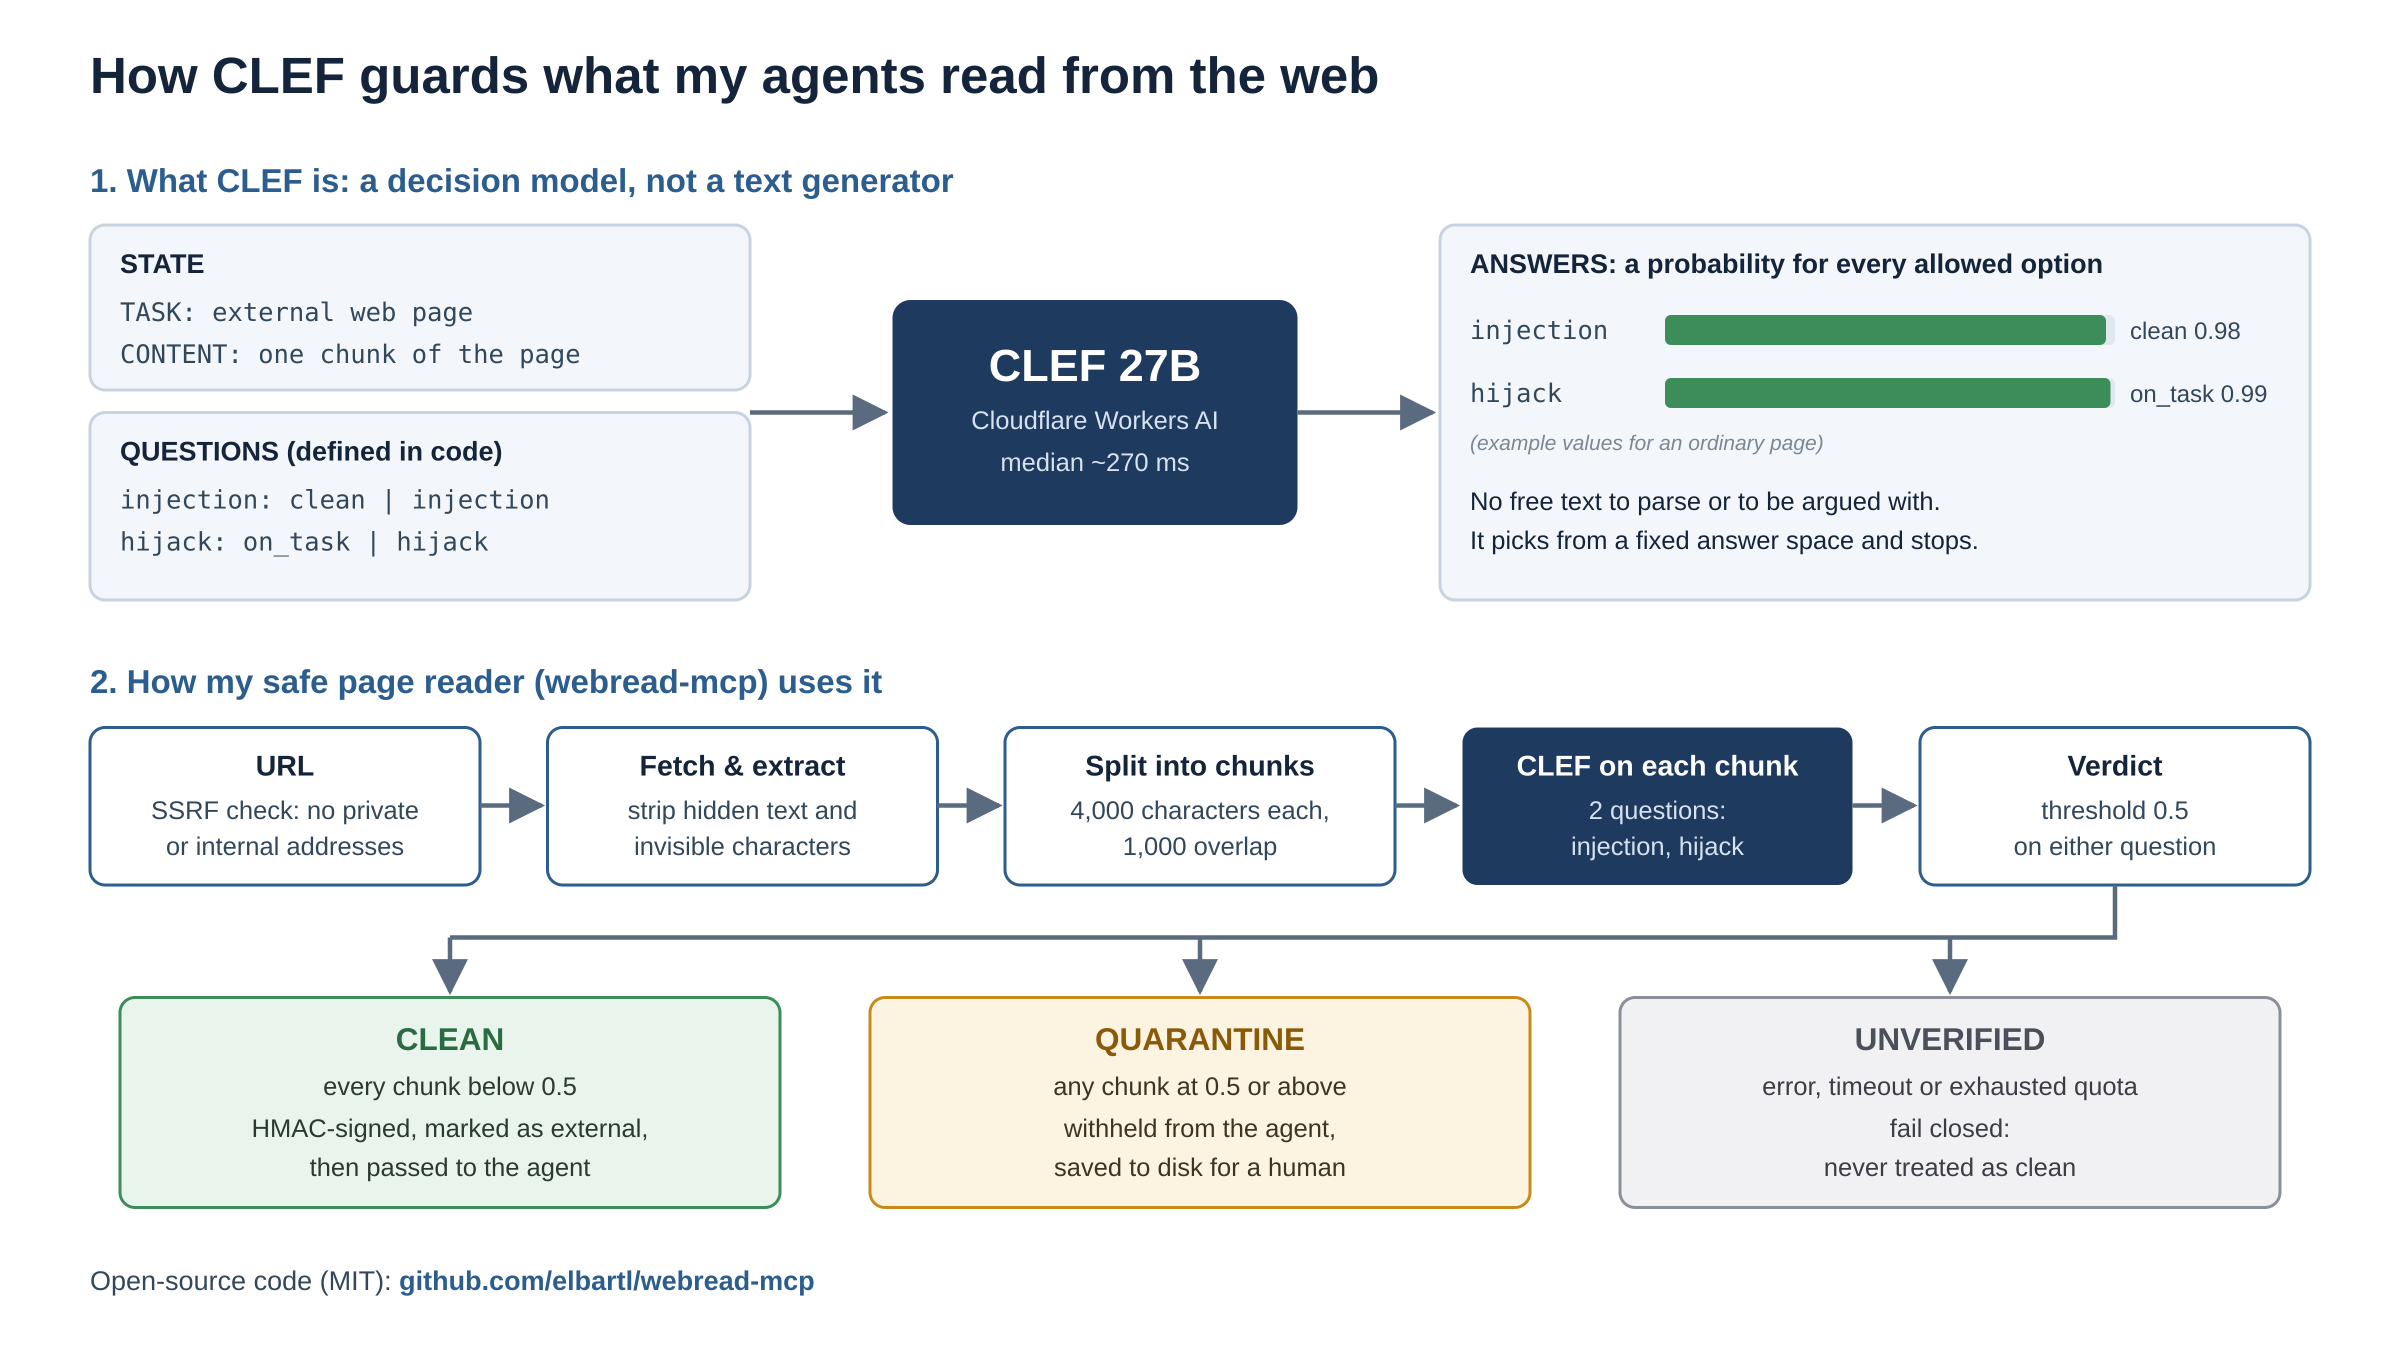 How CLEF guards what my agents read from the web
1. What CLEF is: a decision model, not a text generator
STATE
TASK: external web page
CONTENT: one chunk of the page
QUESTIONS (defined in code)
injection: clean | injection
hijack: on_task | hijack
CLEF 27B
Cloudflare Workers AI
median ~270 ms
ANSWERS: a probability for every allowed option
injection clean 0.98
hijack on_task 0.99
(example values for an ordinary page)
No free text to parse or to be argued with.
It picks from a fixed answer space and stops.
2. How my safe page reader (webread-mcp) uses it
URL
SSRF check: no private
or internal addresses
Fetch & extract
strip hidden text and
invisible characters
Split into chunks
4,000 characters each,
1,000 overlap
CLEF on each chunk
2 questions:
injection, hijack
Verdict
threshold 0.5
on either question
CLEAN
every chunk below 0.5
HMAC-signed, marked as external,
then passed to the agent
QUARANTINE
any chunk at 0.5 or above
withheld from the agent,
saved to disk for a human
UNVERIFIED
error, timeout or exhausted quota
fail closed:
never treated as clean
Open-source code (MIT): github.com/elbartl/webread-mcp